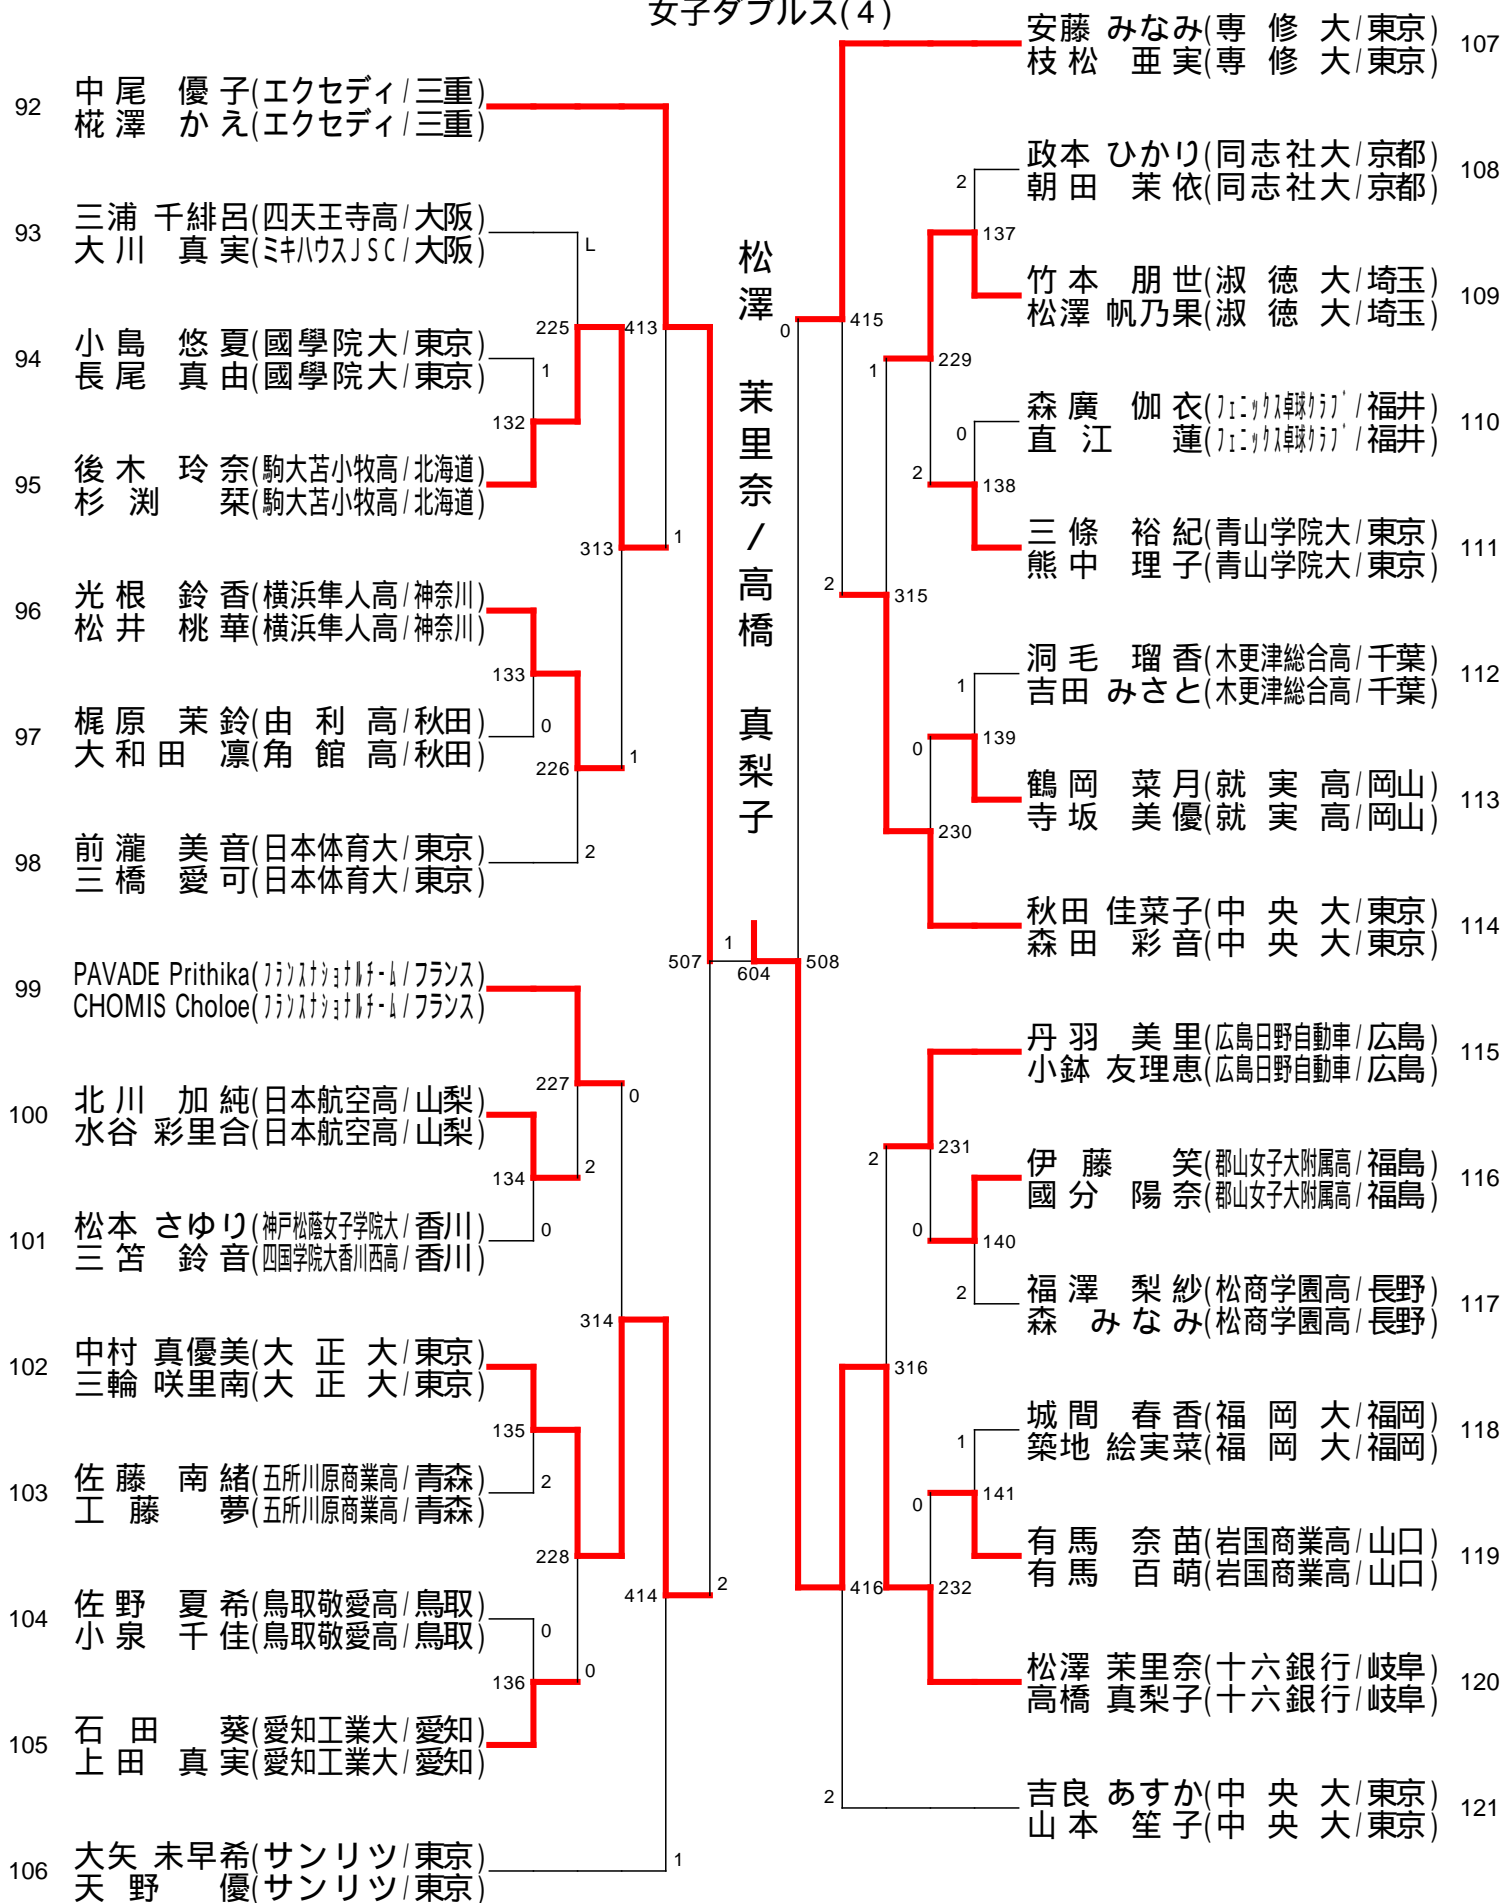 女子ダブルス(4)
92 中尾 優子(エクセディ/三重)
椛澤 かえ(エクセディ/三重)
93 三浦 千緋呂(四天王寺高/大阪)
大川 真実(ミキハウスJSC/大阪)
L
94 小島 悠夏(國學院大/東京)
長尾 真由(國學院大/東京)
225
413
1
132
95 後木 玲奈(駒大苫小牧高/北海道)
杉渕 栞(駒大苫小牧高/北海道)
313
1
96 光根 鈴香(横浜隼人高/神奈川)
松井 桃華(横浜隼人高/神奈川)
133
97 梶原 茉鈴(由利高/秋田)
大和田 凛(角館高/秋田)
0
226
1
98 前瀧 美音(日本体育大/東京)
三橋 愛可(日本体育大/東京)
2
99 PAVADE Prithika(フランスナショナルチーム/フランス)
CHOMIS Choloe(フランスナショナルチーム/フランス)
507
1
604
508
227
0
100 北川 加純(日本航空高/山梨)
水谷 彩里合(日本航空高/山梨)
134
2
101 松本 さゆり(神戸松蔭女子学院大/香川)
三笘 鈴音(四国学院大香川西高/香川)
0
314
102 中村 真優美(大正大/東京)
三輪 咲里南(大正大/東京)
135
103 佐藤 南緒(五所川原商業高/青森)
工藤 夢(五所川原商業高/青森)
2
228
414
2
104 佐野 夏希(鳥取敬愛高/鳥取)
小泉 千佳(鳥取敬愛高/鳥取)
0
136
0
105 石田 葵(愛知工業大/愛知)
上田 真実(愛知工業大/愛知)
106 大矢 未早希(サンリツ/東京)
天野 優(サンリツ/東京)
1
松澤 茉里奈/高橋 真梨子
安藤 みなみ(専修大/東京) 107
枝松 亜実(専修大/東京)
政本 ひかり(同志社大/京都) 108
朝田 茉依(同志社大/京都)
2
137
竹本 朋世(淑徳大/埼玉) 109
松澤 帆乃果(淑徳大/埼玉)
0
415
1
229
森廣 伽衣(フェニックス卓球クラブ/福井) 110
直江 蓮(フェニックス卓球クラブ/福井)
0
2
138
三條 裕紀(青山学院大/東京) 111
熊中 理子(青山学院大/東京)
2
315
洞毛 瑠香(木更津総合高/千葉) 112
吉田 みさと(木更津総合高/千葉)
1
0
139
鶴岡 菜月(就実高/岡山) 113
寺坂 美優(就実高/岡山)
230
秋田 佳菜子(中央大/東京) 114
森田 彩音(中央大/東京)
丹羽 美里(広島日野自動車/広島) 115
小鉢 友理恵(広島日野自動車/広島)
2
231
伊藤 笑(郡山女子大附属高/福島) 116
國分 陽奈(郡山女子大附属高/福島)
0
140
福澤 梨紗(松商学園高/長野) 117
森 みなみ(松商学園高/長野)
2
316
城間 春香(福岡大/福岡) 118
築地 絵実菜(福岡大/福岡)
1
0
141
有馬 奈苗(岩国商業高/山口) 119
有馬 百萌(岩国商業高/山口)
416
232
松澤 茉里奈(十六銀行/岐阜) 120
高橋 真梨子(十六銀行/岐阜)
2
吉良 あすか(中央大/東京) 121
山本 笙子(中央大/東京)